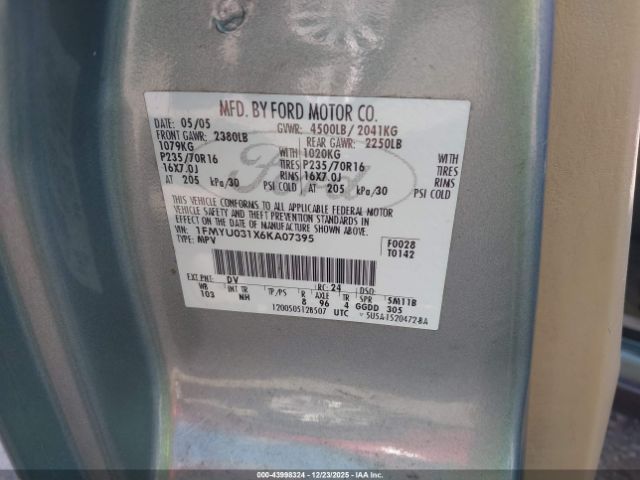 MFD. BY FORD MOTOR CO.
DATE: 05/05 GVWR: 4500LB/ 2041KG
FRONT GAWR: 2380LB REAR GAWR: 2250LB
1079KG WITH 1020KG WITH
P235/70R16 TIRES P235/70R16 TIRES
16X7.0J RIMS 16X7.0J RIMS
AT 205 kPa/30 PSI COLD AT 205 kPa/30 PSI COLD
THIS VEHICLE CONFORMS TO ALL APPLICABLE FEDERAL MOTOR
VEHICLE SAFETY AND THEFT PREVENTION STANDARDS IN
EFFECT ON THE DATE OF MANUFACTURE SHOWN ABOVE.
VIN: 1FMYU031X6KA07395 F0028
TYPE: MPV T0142
EXT PNT: DV RC: 24 DSO:
WB INT TR TP/PS R AXLE TR SPR SM11B
103 NH 8 96 4 GGDD 305
1200505128507 UTC
Ford
000-43998324 | 12/23/2025 | IAAI.com